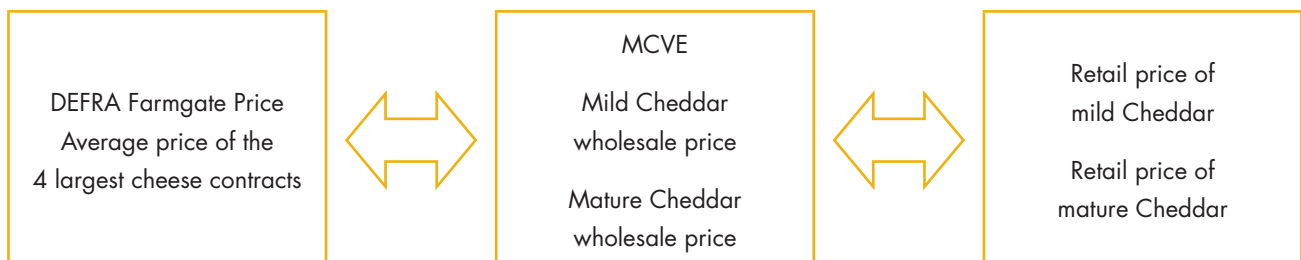 DEFRA Farmgate Price
Average price of the
4 largest cheese contracts
MCVE
Mild Cheddar
wholesale price
Mature Cheddar
wholesale price
Retail price of
mild Cheddar
Retail price of
mature Cheddar